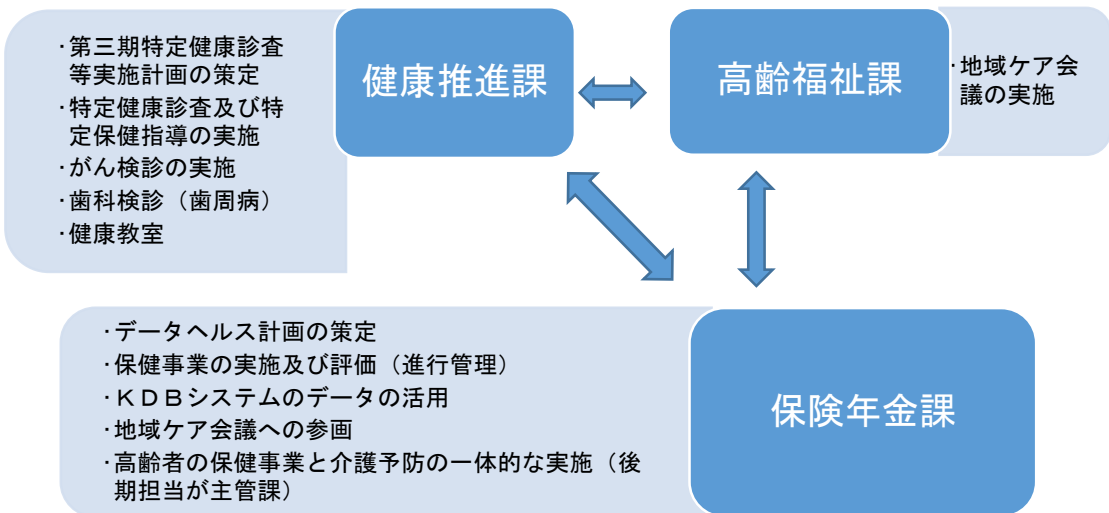 ・第三期特定健康診査
等実施計画の策定
・特定健康診査及び特
定保健指導の実施
・がん検診の実施
・歯科検診（歯周病）
・健康教室
健康推進課
高齢福祉課
・地域ケア会
議の実施
・データヘルス計画の策定
・保健事業の実施及び評価（進行管理）
・ＫＤＢシステムのデータの活用
・地域ケア会議への参画
・高齢者の保健事業と介護予防の一体的な実施（後
期担当が主管課）
保険年金課